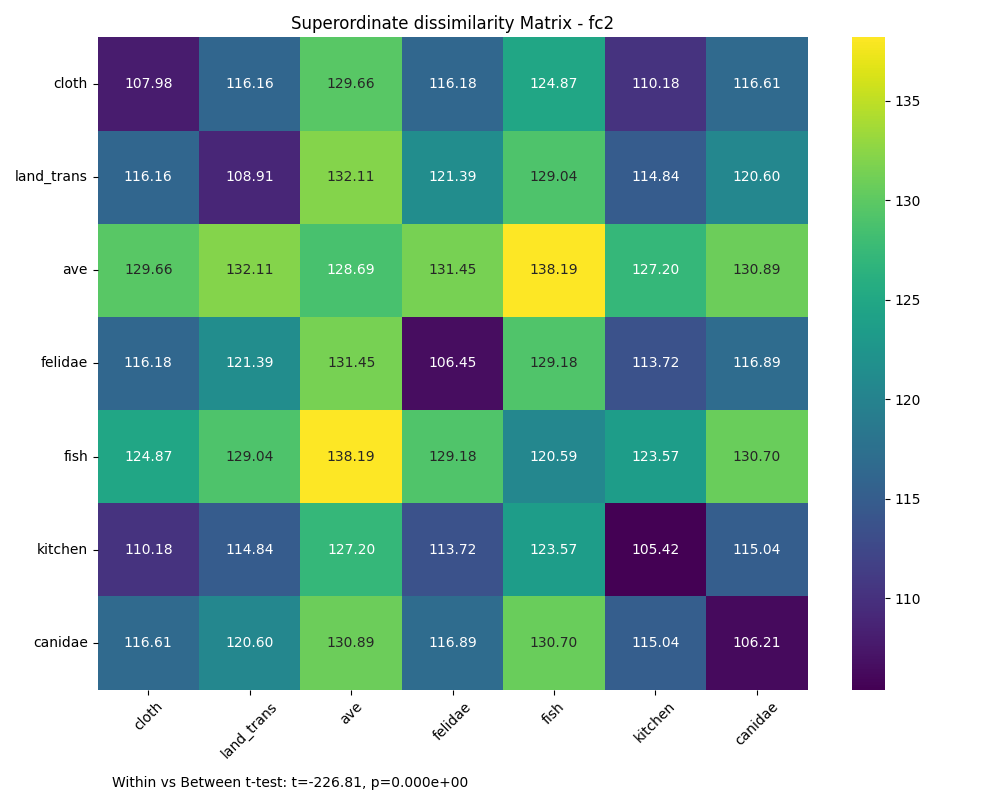 Superordinate dissimilarity Matrix - fc2
cloth 107.98 116.16 129.66 116.18 124.87 110.18 116.61
land_trans 116.16 108.91 132.11 121.39 129.04 114.84 120.60
ave 129.66 132.11 128.69 131.45 138.19 127.20 130.89
felidae 116.18 121.39 131.45 106.45 129.18 113.72 116.89
fish 124.87 129.04 138.19 129.18 120.59 123.57 130.70
kitchen 110.18 114.84 127.20 113.72 123.57 105.42 115.04
canidae 116.61 120.60 130.89 116.89 130.70 115.04 106.21
cloth land_trans ave felidae fish kitchen canidae
135
130
125
120
115
110
Within vs Between t-test: t=-226.81, p=0.000e+00